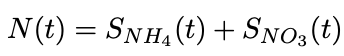 N(t) = S_{NH_4}(t) + S_{NO_3}(t)